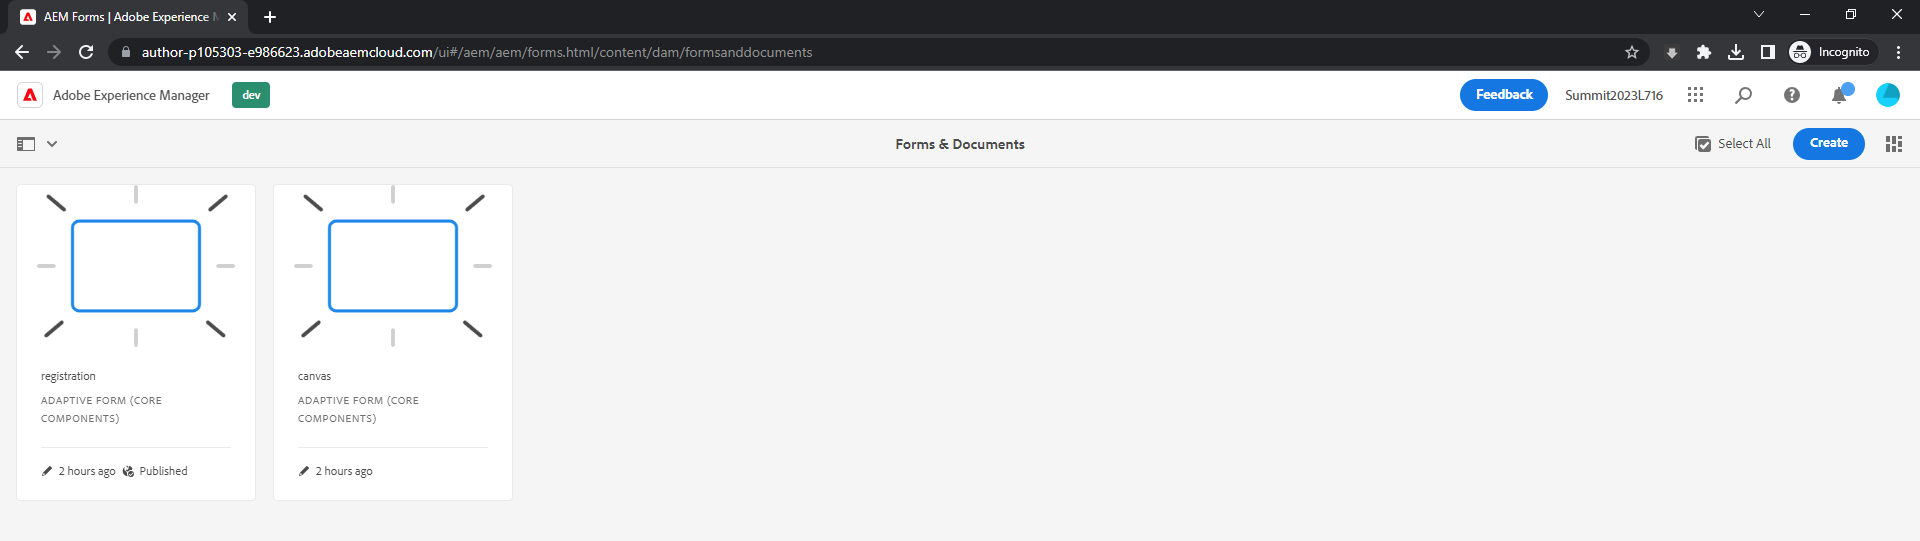 AEM Forms | Adobe Experience M
author-p105303-e986623.adobeaemcloud.com/ui#/aem/aem/forms.html/content/dam/formsanddocuments
Incognito
Adobe Experience Manager
dev
Feedback
Summit2023L716
Forms & Documents
Select All
Create
registration
ADAPTIVE FORM (CORE
COMPONENTS)
2 hours ago Published
canvas
ADAPTIVE FORM (CORE
COMPONENTS)
2 hours ago